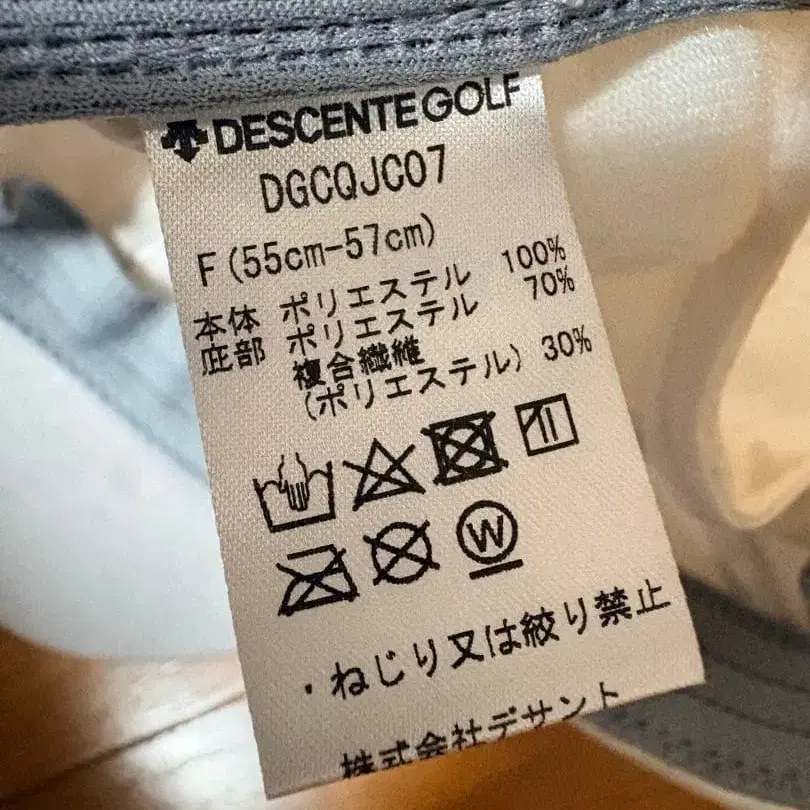 DESCENTE GOLF
DGCQJC07
F(55cm-57cm)
本体 ポリエステル 100%
庇部 ポリエステル 70%
複合繊維
(ポリエステル) 30%
W
・ねじり又は絞り禁止
株式会社デサント